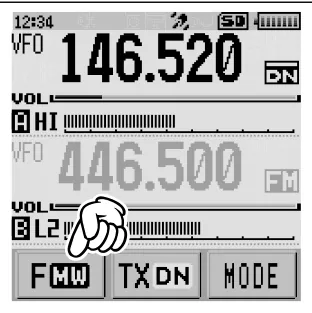 12:34 SD
VFO 146.520 DN
VOL
A HI
VFO 446.500 FM
VOL
B L2
F MW TX DN MODE